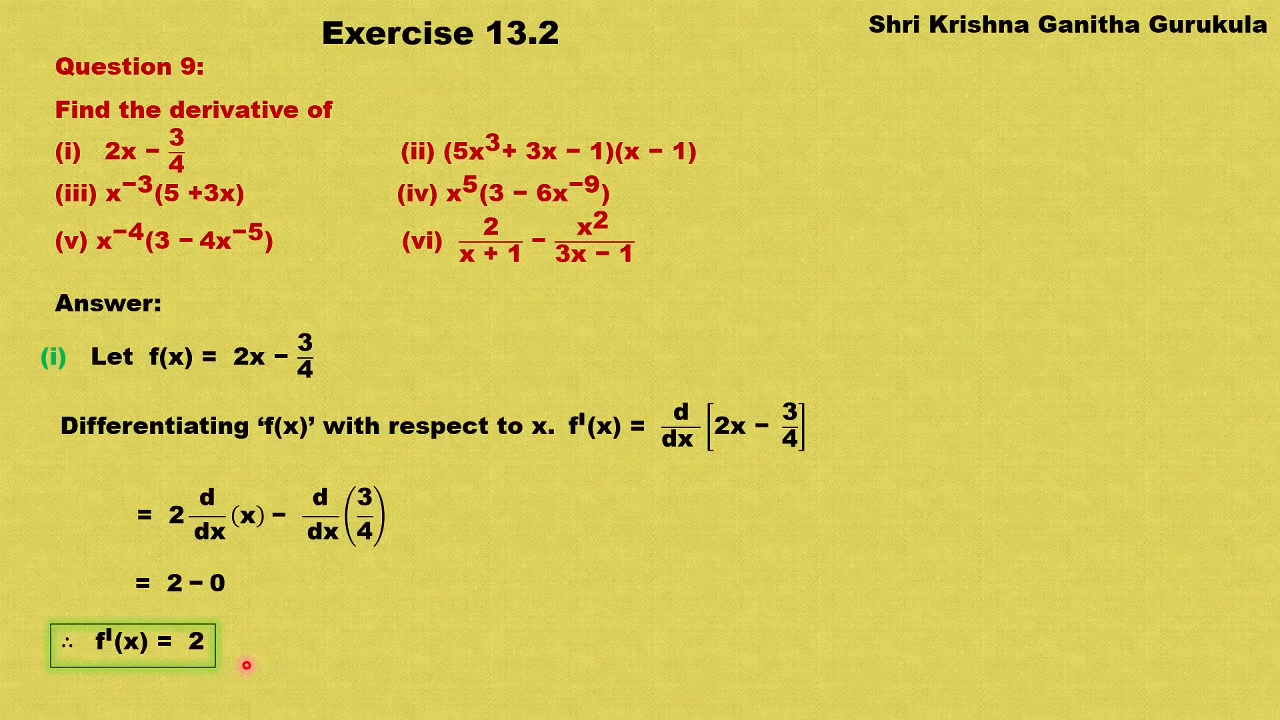 Exercise 13.2
Shri Krishna Ganitha Gurukula
Question 9:
Find the derivative of
(i) 2x − 3/4 (ii) (5x³+ 3x − 1)(x − 1)
(iii) x⁻³(5 +3x) (iv) x⁵(3 − 6x⁻⁹)
(v) x⁻⁴(3 − 4x⁻⁵) (vi) 2/(x + 1) − x²/(3x − 1)
Answer:
(i) Let f(x) = 2x − 3/4
Differentiating ‘f(x)’ with respect to x. fᴵ(x) = d/dx [2x − 3/4]
= 2 d/dx (x) − d/dx (3/4)
= 2 − 0
∴ fᴵ(x) = 2